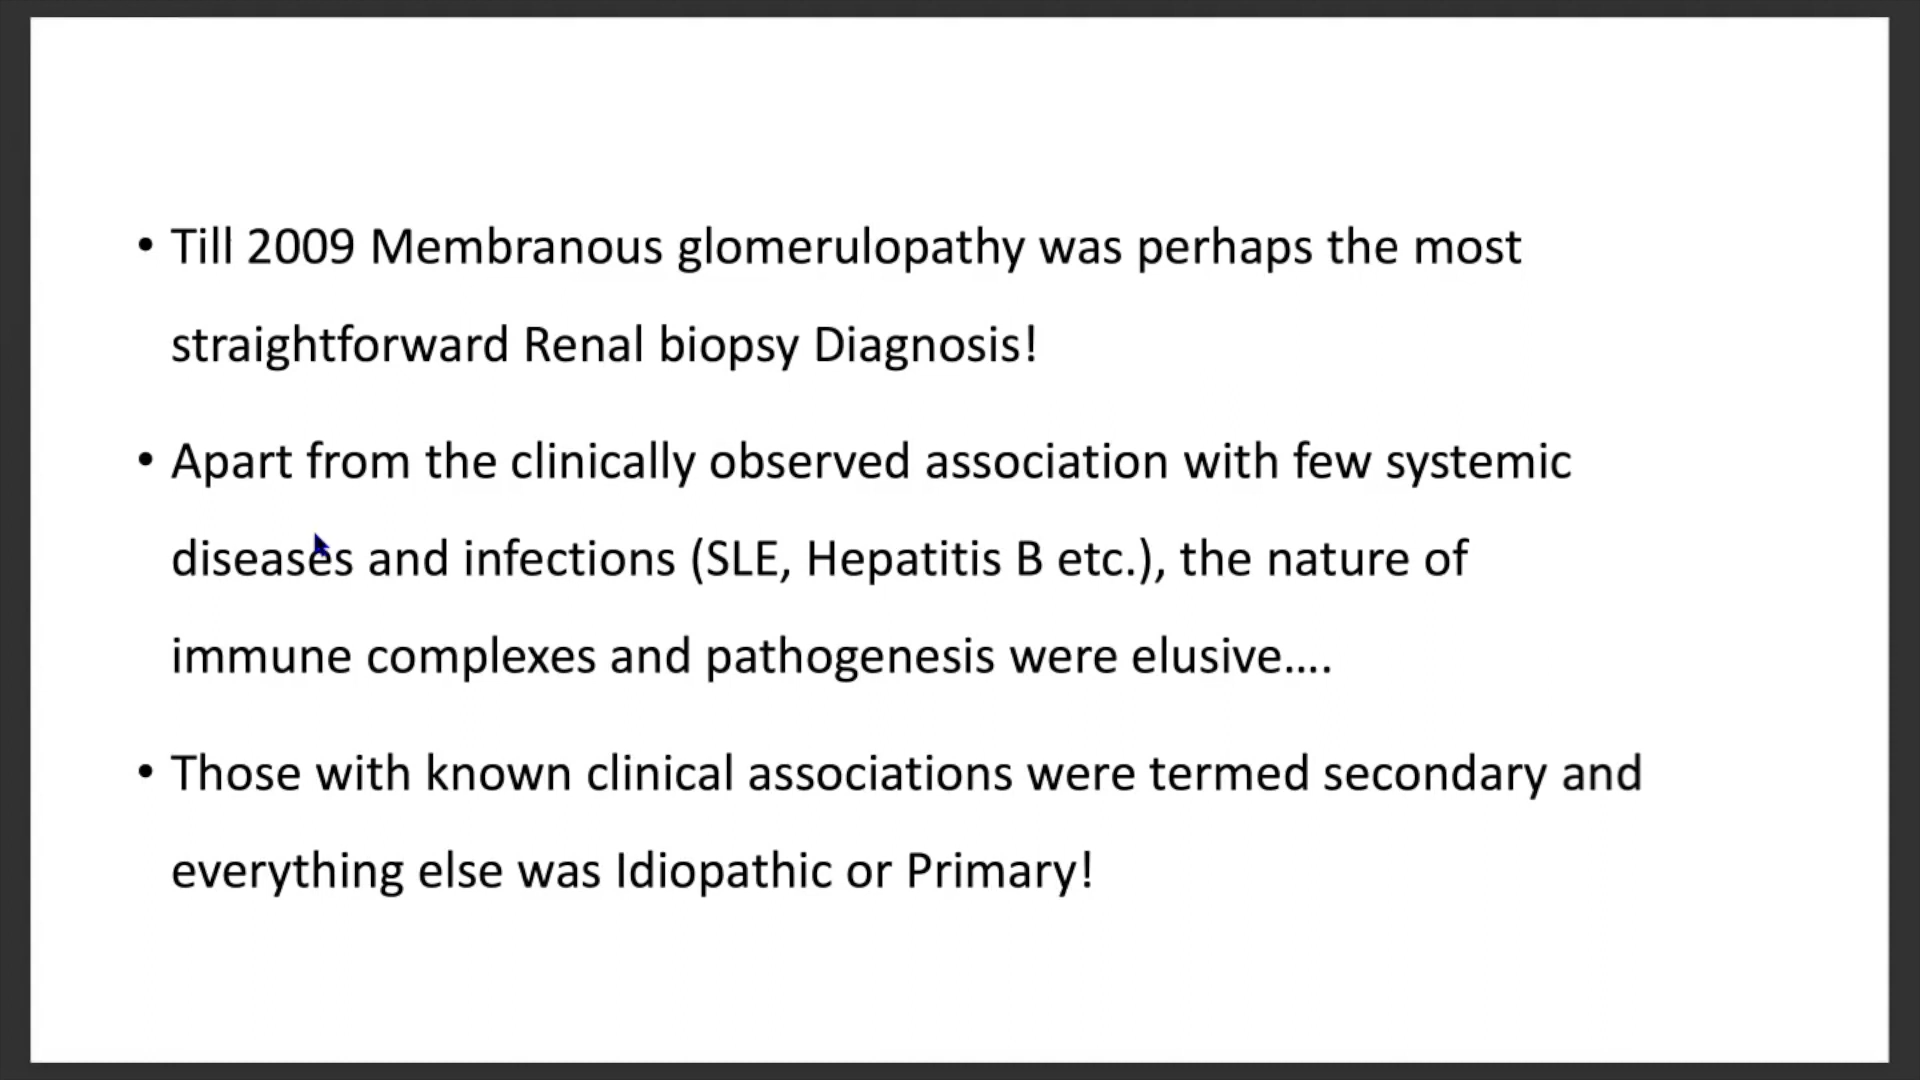 • Till 2009 Membranous glomerulopathy was perhaps the most
straightforward Renal biopsy Diagnosis!
• Apart from the clinically observed association with few systemic
diseases and infections (SLE, Hepatitis B etc.), the nature of
immune complexes and pathogenesis were elusive….
• Those with known clinical associations were termed secondary and
everything else was Idiopathic or Primary!